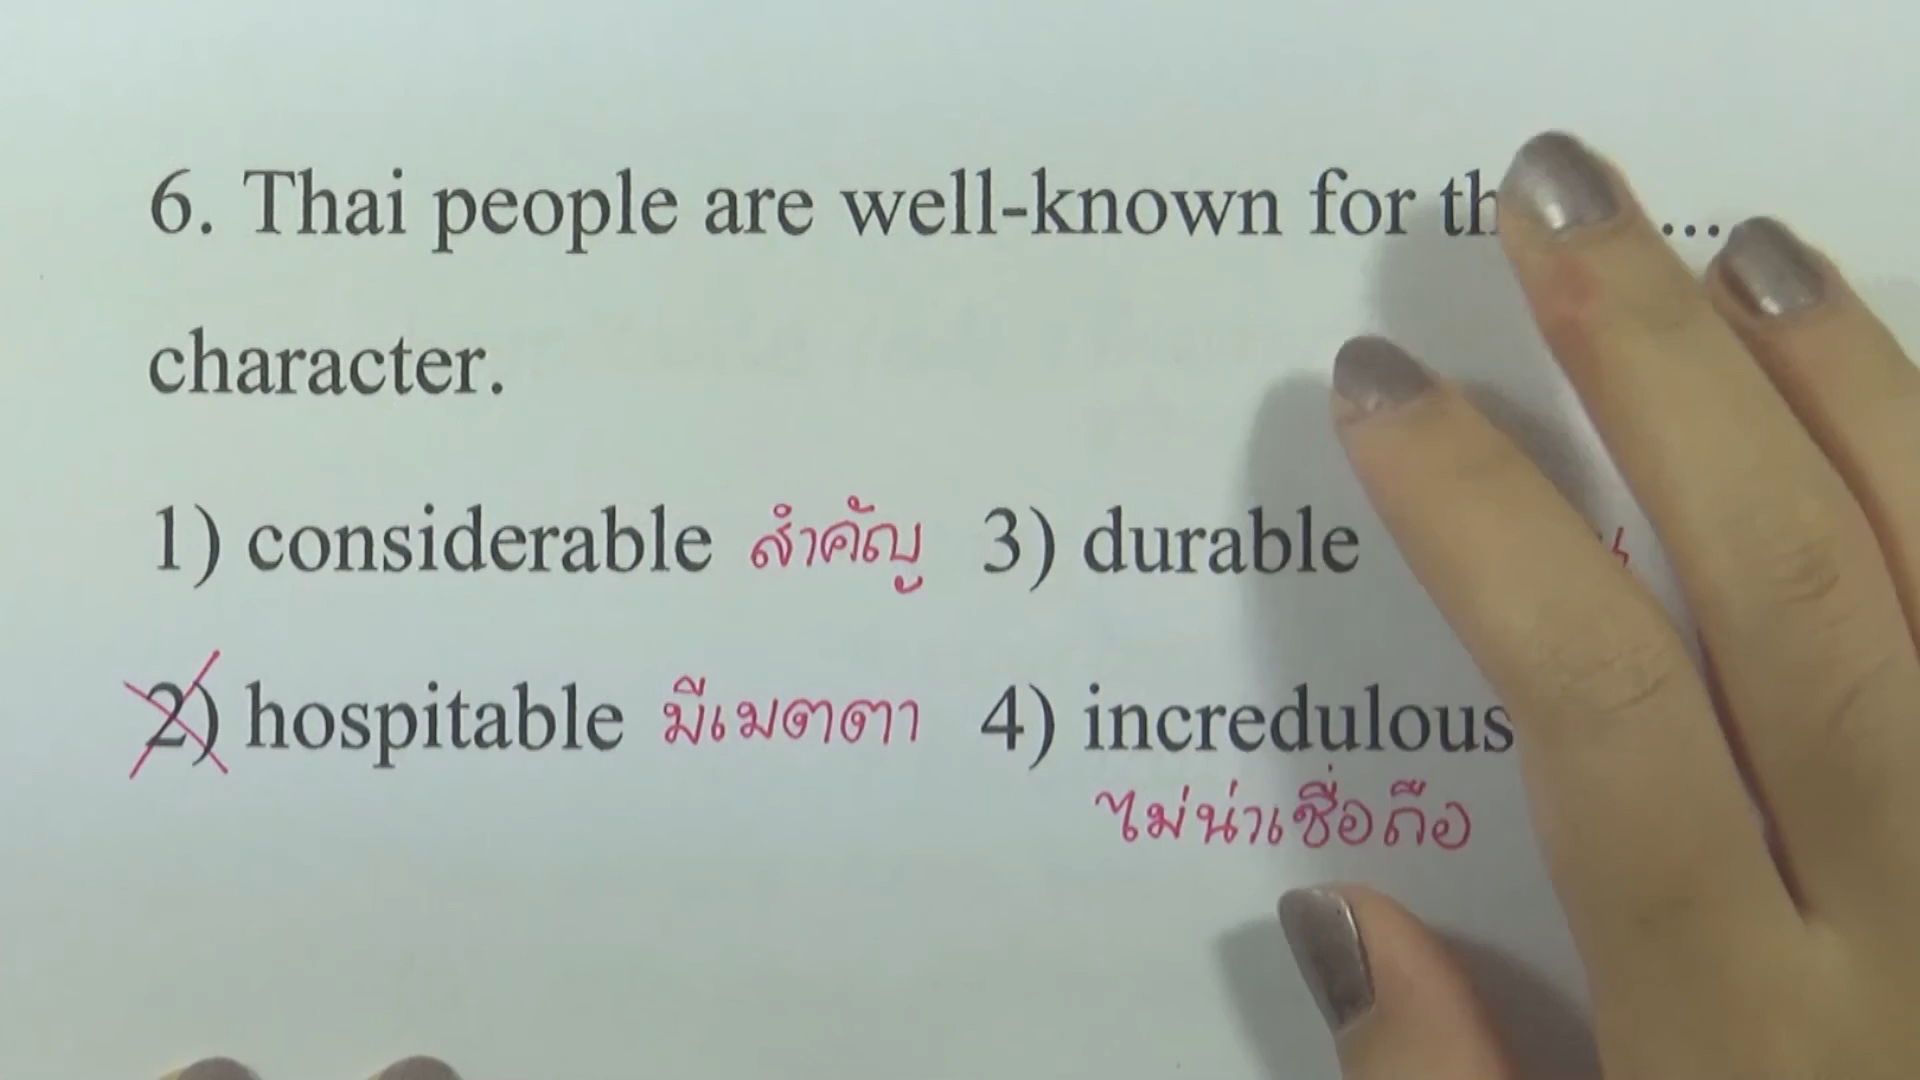 6. Thai people are well-known for th ...
character.
1) considerable สำคัญ 3) durable
2) hospitable มีเมตตา 4) incredulous
ไม่น่าเชื่อถือ